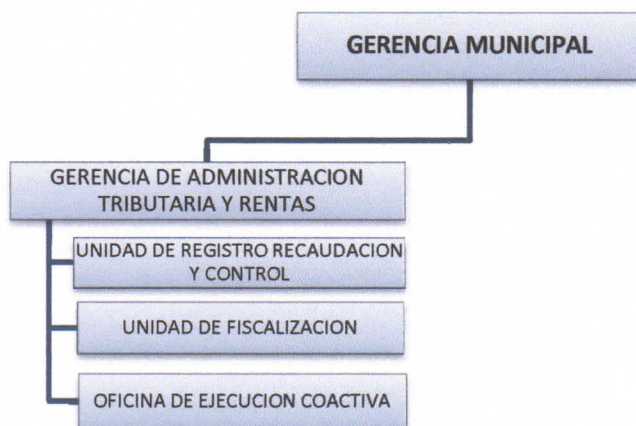 GERENCIA MUNICIPAL
GERENCIA DE ADMINISTRACION
TRIBUTARIA Y RENTAS
UNIDAD DE REGISTRO RECAUDACION
Y CONTROL
UNIDAD DE FISCALIZACION
OFICINA DE EJECUCION COACTIVA